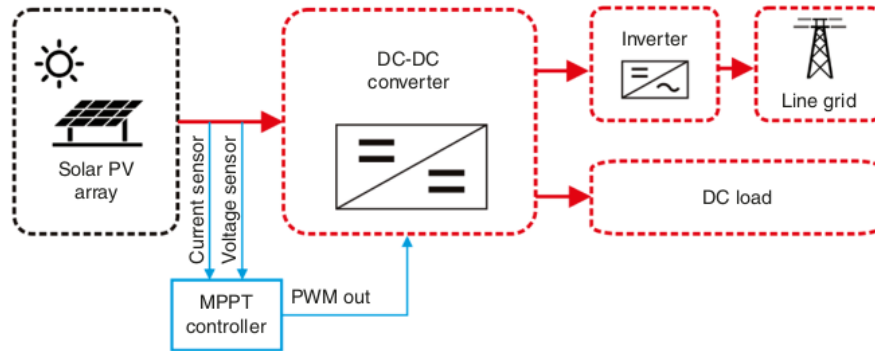 Solar PV
array
Current sensor
Voltage sensor
MPPT
controller
PWM out
DC-DC
converter
Inverter
Line grid
DC load